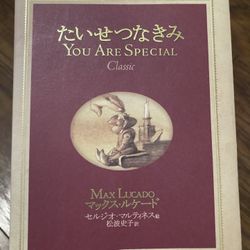 たいせつなきみ
YOU ARE SPECIAL
Classic
MAX LUCADO
マックス・ルケード
セルジオ・マルティネス絵
松波史子訳